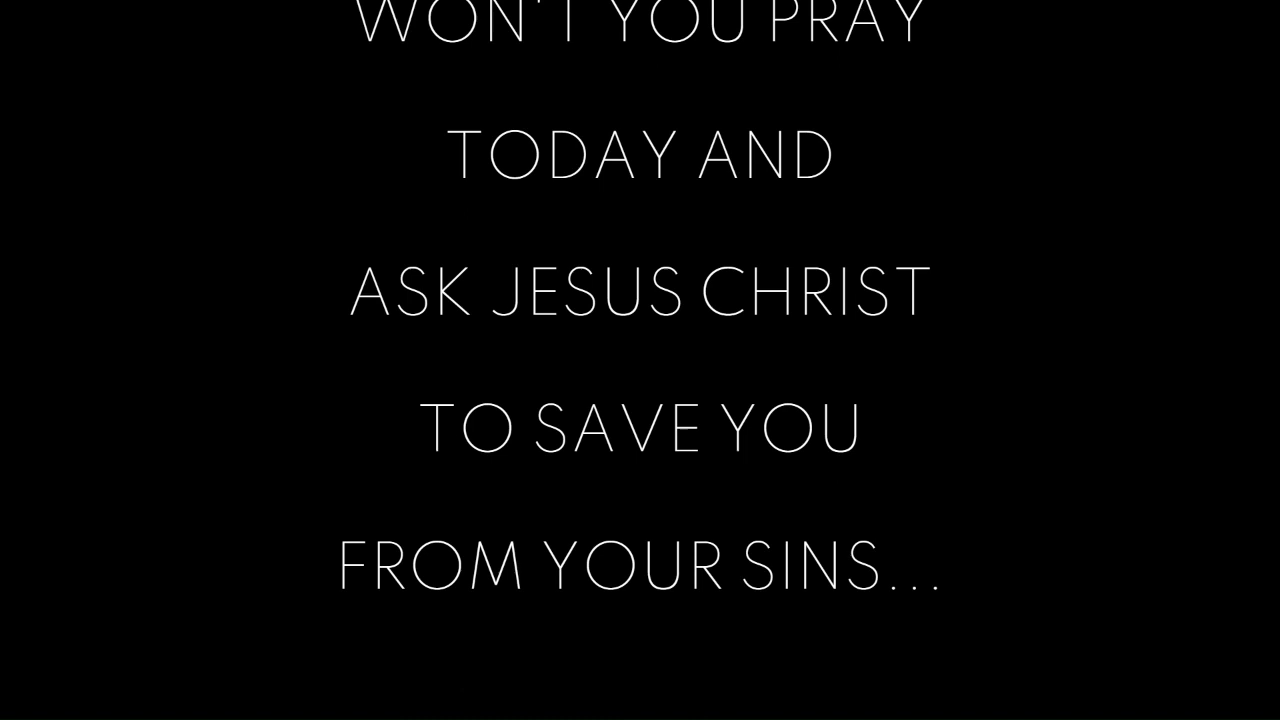 WON'T YOU PRAY
TODAY AND
ASK JESUS CHRIST
TO SAVE YOU
FROM YOUR SINS...